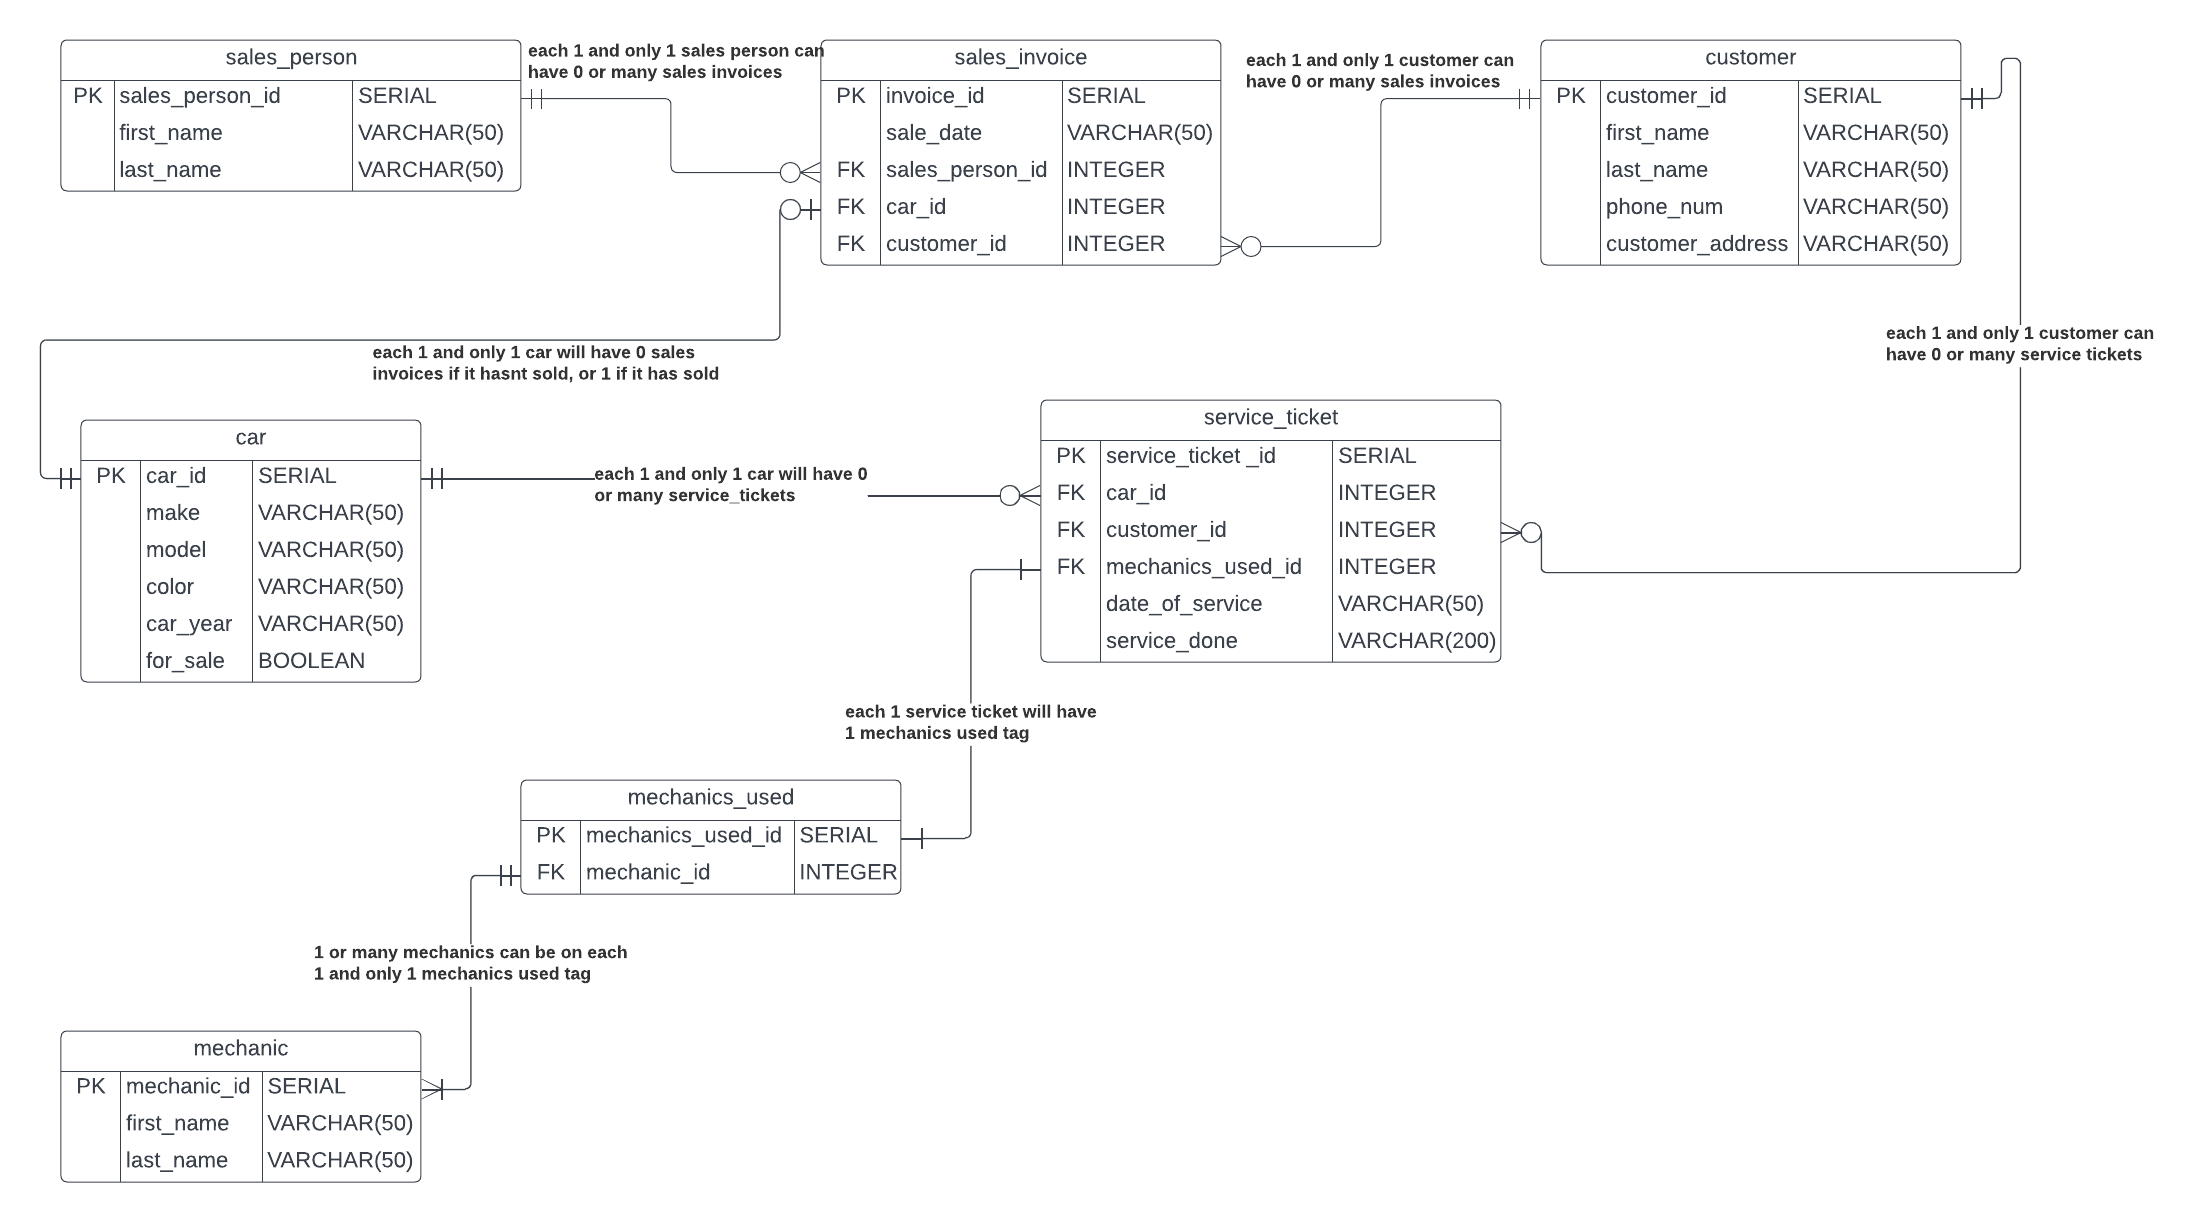 sales_person
PK sales_person_id SERIAL
first_name VARCHAR(50)
last_name VARCHAR(50)
each 1 and only 1 sales person can
have 0 or many sales invoices
sales_invoice
PK invoice_id SERIAL
sale_date VARCHAR(50)
FK sales_person_id INTEGER
FK car_id INTEGER
FK customer_id INTEGER
each 1 and only 1 customer can
have 0 or many sales invoices
customer
PK customer_id SERIAL
first_name VARCHAR(50)
last_name VARCHAR(50)
phone_num VARCHAR(50)
customer_address VARCHAR(50)
each 1 and only 1 customer can
have 0 or many service tickets
each 1 and only 1 car will have 0 sales
invoices if it hasnt sold, or 1 if it has sold
car
PK car_id SERIAL
make VARCHAR(50)
model VARCHAR(50)
color VARCHAR(50)
car_year VARCHAR(50)
for_sale BOOLEAN
each 1 and only 1 car will have 0
or many service_tickets
service_ticket
PK service_ticket _id SERIAL
FK car_id INTEGER
FK customer_id INTEGER
FK mechanics_used_id INTEGER
date_of_service VARCHAR(50)
service_done VARCHAR(200)
each 1 service ticket will have
1 mechanics used tag
mechanics_used
PK mechanics_used_id SERIAL
FK mechanic_id INTEGER
1 or many mechanics can be on each
1 and only 1 mechanics used tag
mechanic
PK mechanic_id SERIAL
first_name VARCHAR(50)
last_name VARCHAR(50)